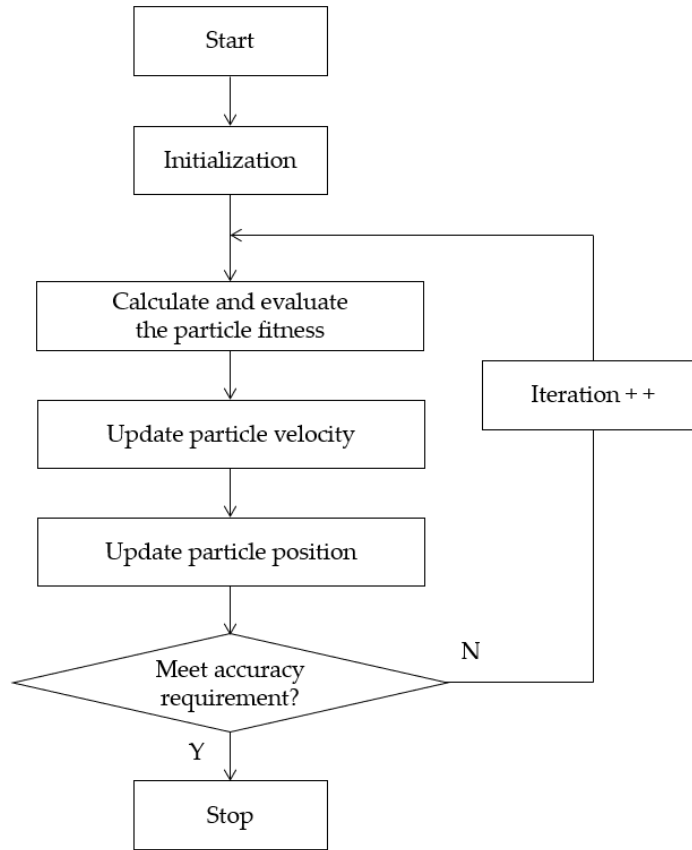 Start
Initialization
Calculate and evaluate
the particle fitness
Iteration + +
Update particle velocity
Update particle position
Meet accuracy
requirement?
N
Y
Stop